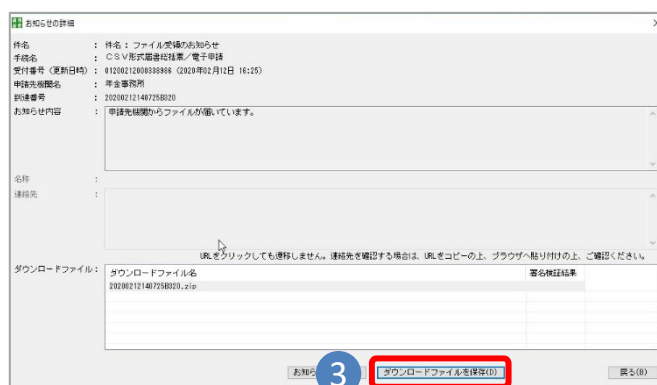 お知らせの詳細
件名 : 件名：ファイル受領のお知らせ
手続名 : ＣＳＶ形式届書総括票／電子申請
受付番号（更新日時） : 01200212000338986（2020年02月12日 16:25）
申請先機関名 : 年金事務所
到達番号 : 20200212140725B320
お知らせ内容 : 申請先機関からファイルが届いています。
名称 :
連絡先 :
URLをクリックしても遷移しません。連絡先を確認する場合は、URLをコピーの上、ブラウザへ貼り付けの上、ご確認ください。
ダウンロードファイル :
ダウンロードファイル名 署名検証結果
20200212140725B320.zip
お知ら 3 ダウンロードファイルを保存(D) 戻る(B)